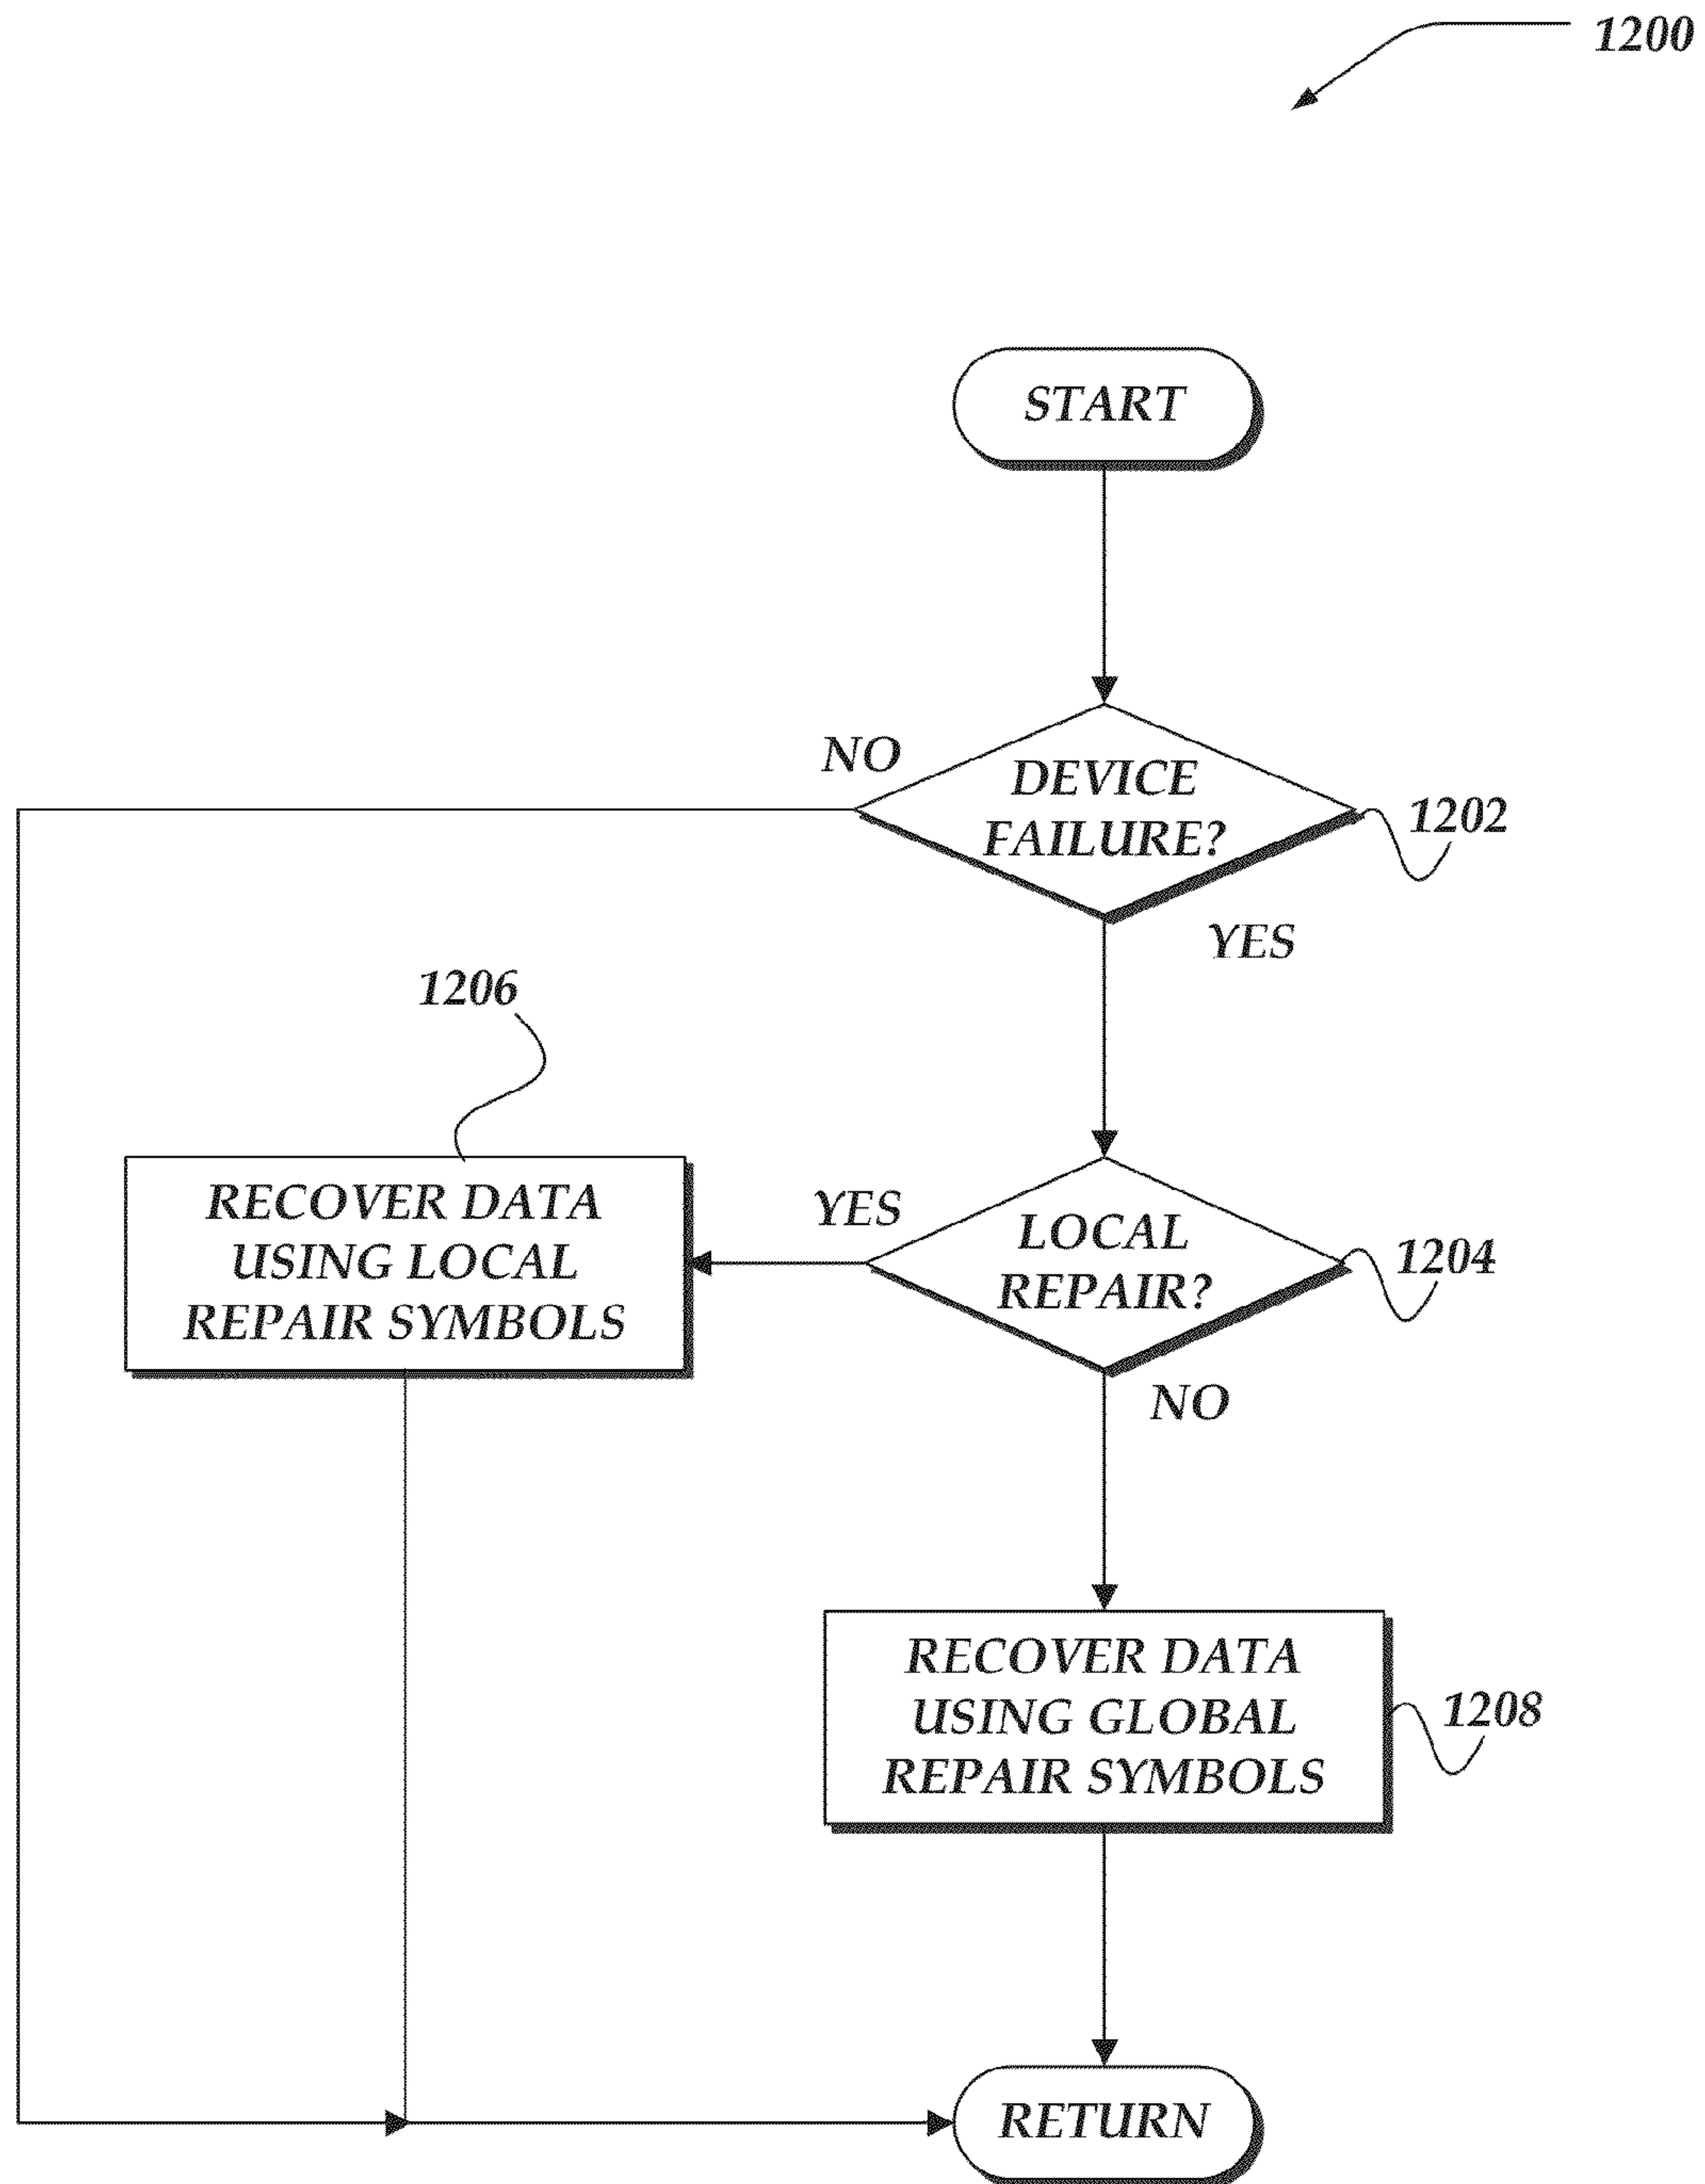 1200
START
NO
DEVICE
FAILURE?
1202
YES
1206
RECOVER DATA
USING LOCAL
REPAIR SYMBOLS
YES
LOCAL
REPAIR?
1204
NO
RECOVER DATA
USING GLOBAL
REPAIR SYMBOLS
1208
RETURN